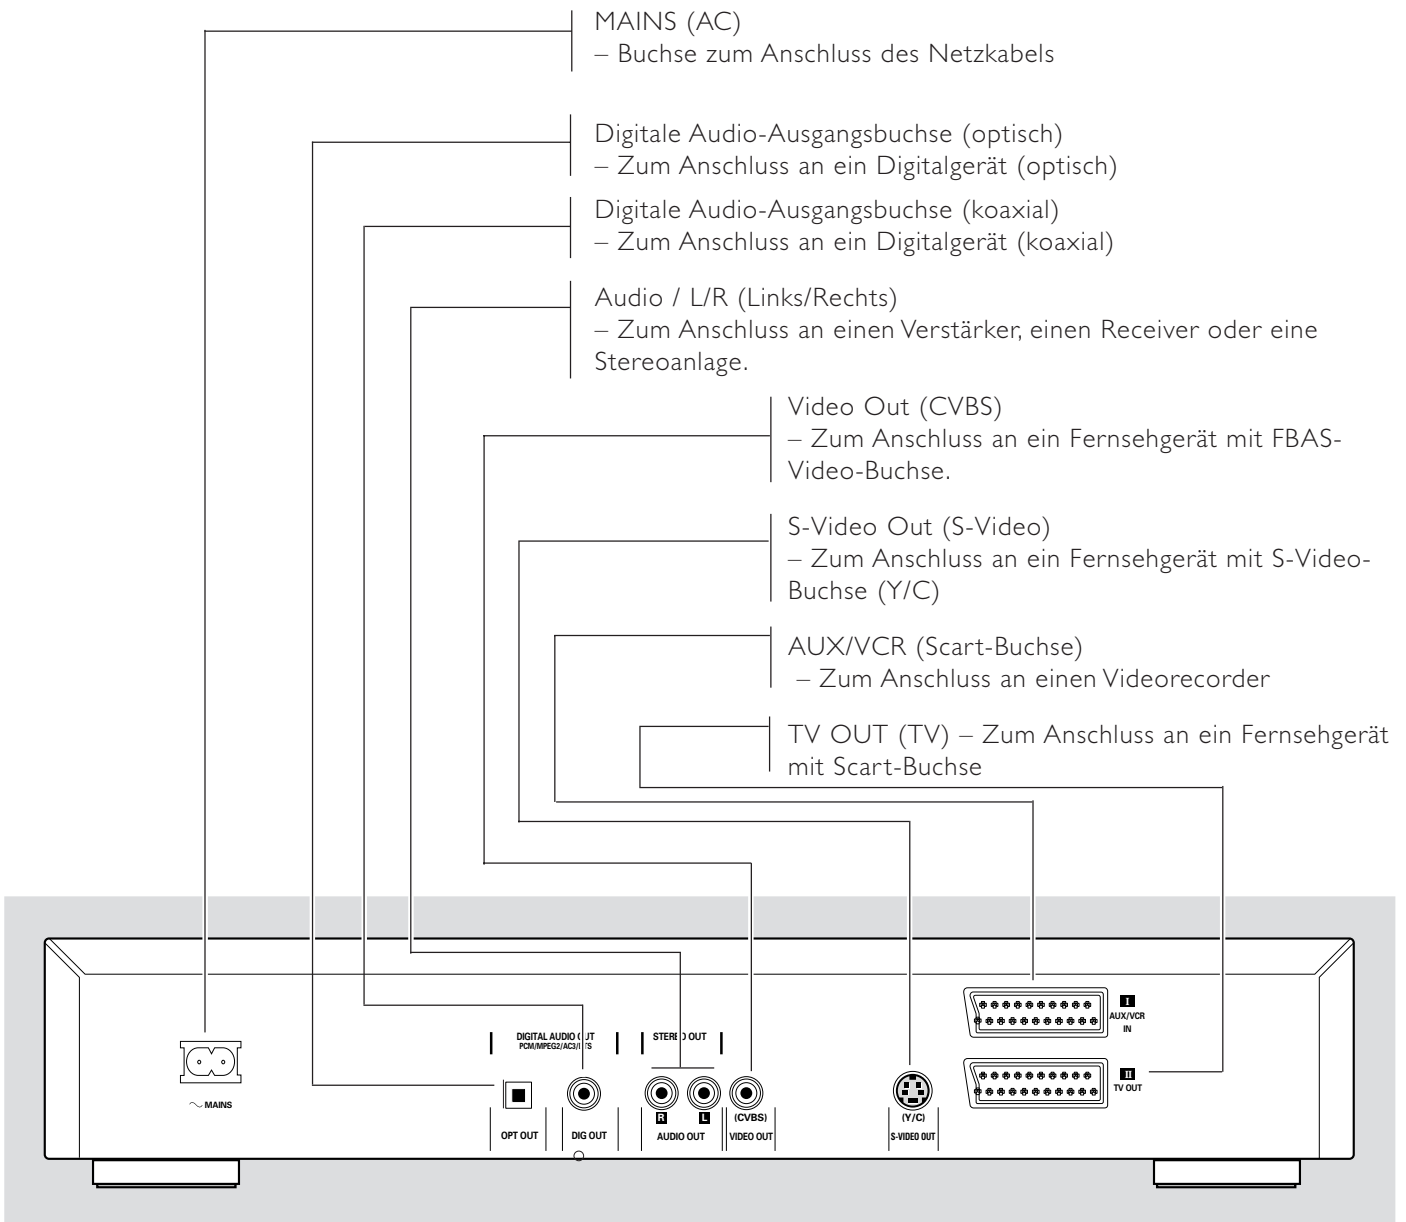 MAINS (AC)
– Buchse zum Anschluss des Netzkabels
Digitale Audio-Ausgangsbuchse (optisch)
– Zum Anschluss an ein Digitalgerät (optisch)
Digitale Audio-Ausgangsbuchse (koaxial)
– Zum Anschluss an ein Digitalgerät (koaxial)
Audio / L/R (Links/Rechts)
– Zum Anschluss an einen Verstärker, einen Receiver oder eine
Stereoanlage.
Video Out (CVBS)
– Zum Anschluss an ein Fernsehgerät mit FBAS-
Video-Buchse.
S-Video Out (S-Video)
– Zum Anschluss an ein Fernsehgerät mit S-Video-
Buchse (Y/C)
AUX/VCR (Scart-Buchse)
– Zum Anschluss an einen Videorecorder
TV OUT (TV) – Zum Anschluss an ein Fernsehgerät
mit Scart-Buchse
I
AUX/VCR
IN
DIGITAL AUDIO OUT
PCM/MPEG2/AC3/DTS
STEREO OUT
II
TV OUT
~ MAINS
R
L
(CVBS)
(Y/C)
OPT OUT
DIG OUT
AUDIO OUT
VIDEO OUT
S-VIDEO OUT